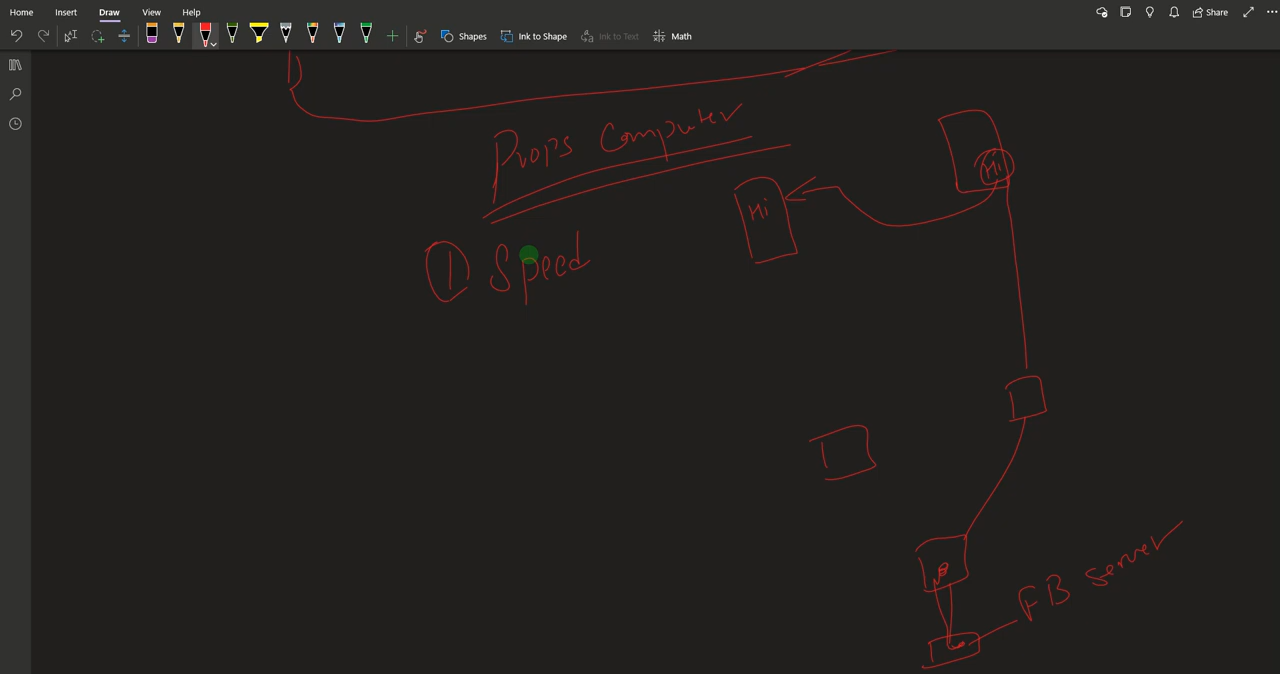 Home Insert Draw View Help Share
Shapes Ink to Shape Ink to Text Math
Props Computer
Hi
Hi
1 Speed
FB Server